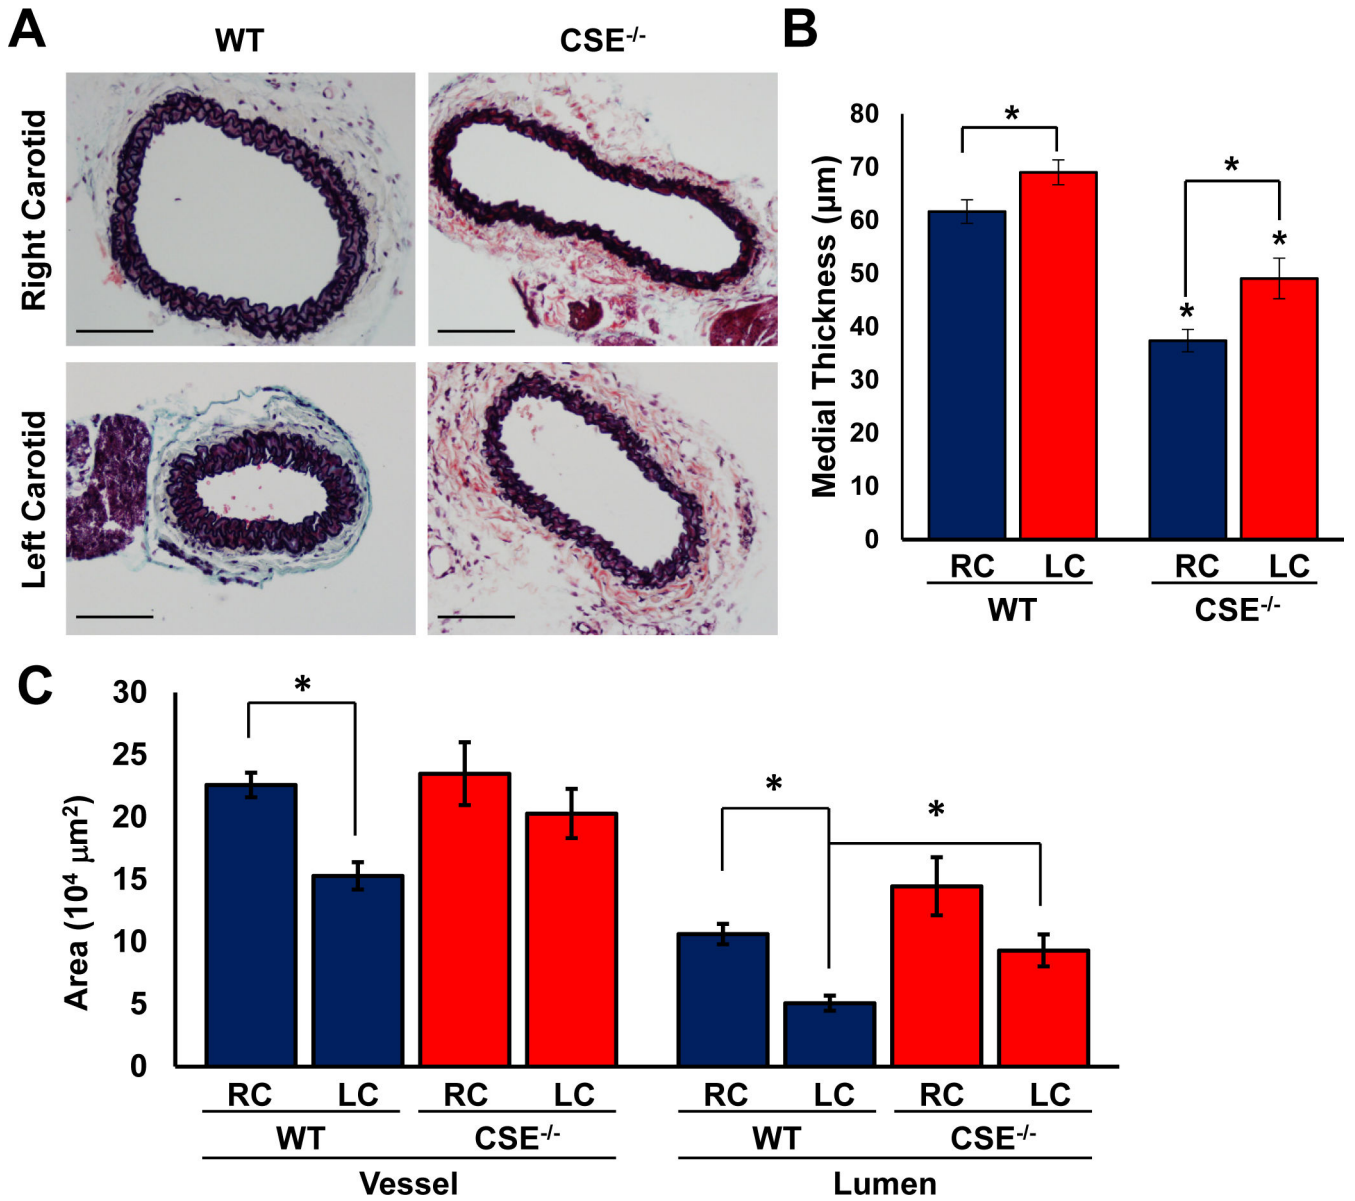 A
WT
CSE-/-
Right Carotid
Left Carotid
B
Medial Thickness (µm)
80
70
60
50
40
30
20
10
0
*
*
*
*
RC LC RC LC
WT CSE-/-
C
Area (10⁴ µm²)
30
25
20
15
10
5
0
*
*
*
RC LC RC LC RC LC RC LC
WT CSE-/- WT CSE-/-
Vessel Lumen